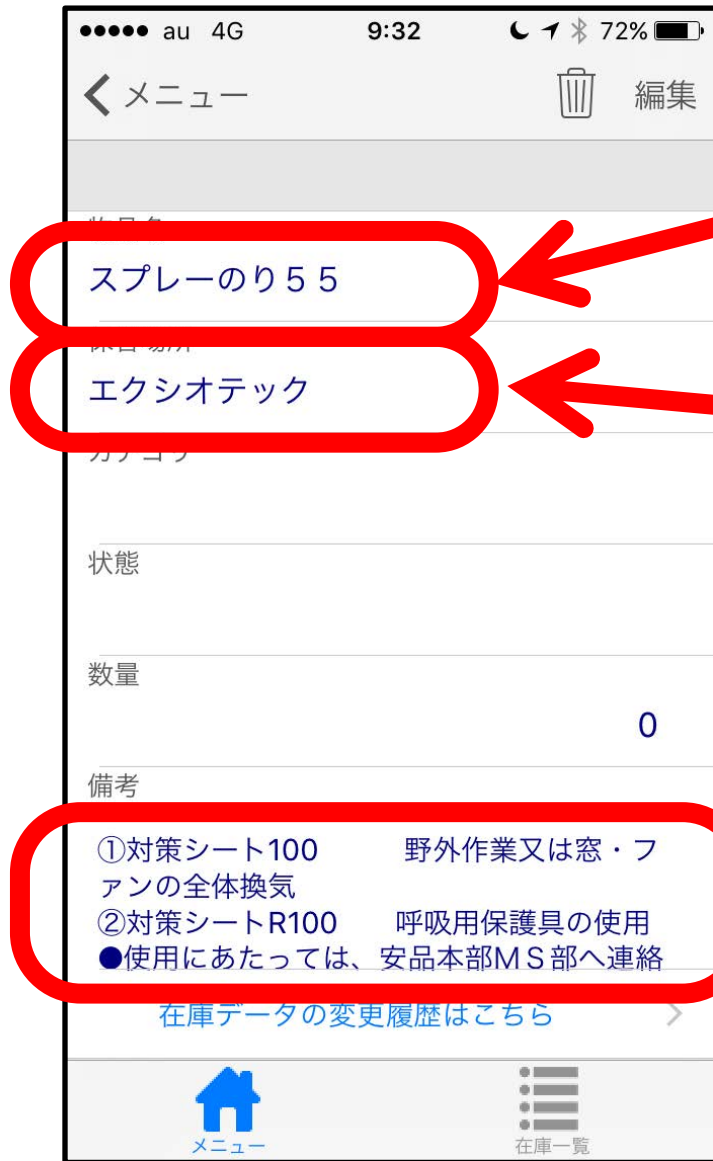 au 4G 9:32 72%
メニュー 編集
スプレーのり５５
エクシオテック
カテゴリ
状態
数量
0
備考
①対策シート100 野外作業又は窓・フ
ァンの全体換気
②対策シートR100 呼吸用保護具の使用
●使用にあたっては、安品本部ＭＳ部へ連絡
在庫データの変更履歴はこちら
メニュー 在庫一覧